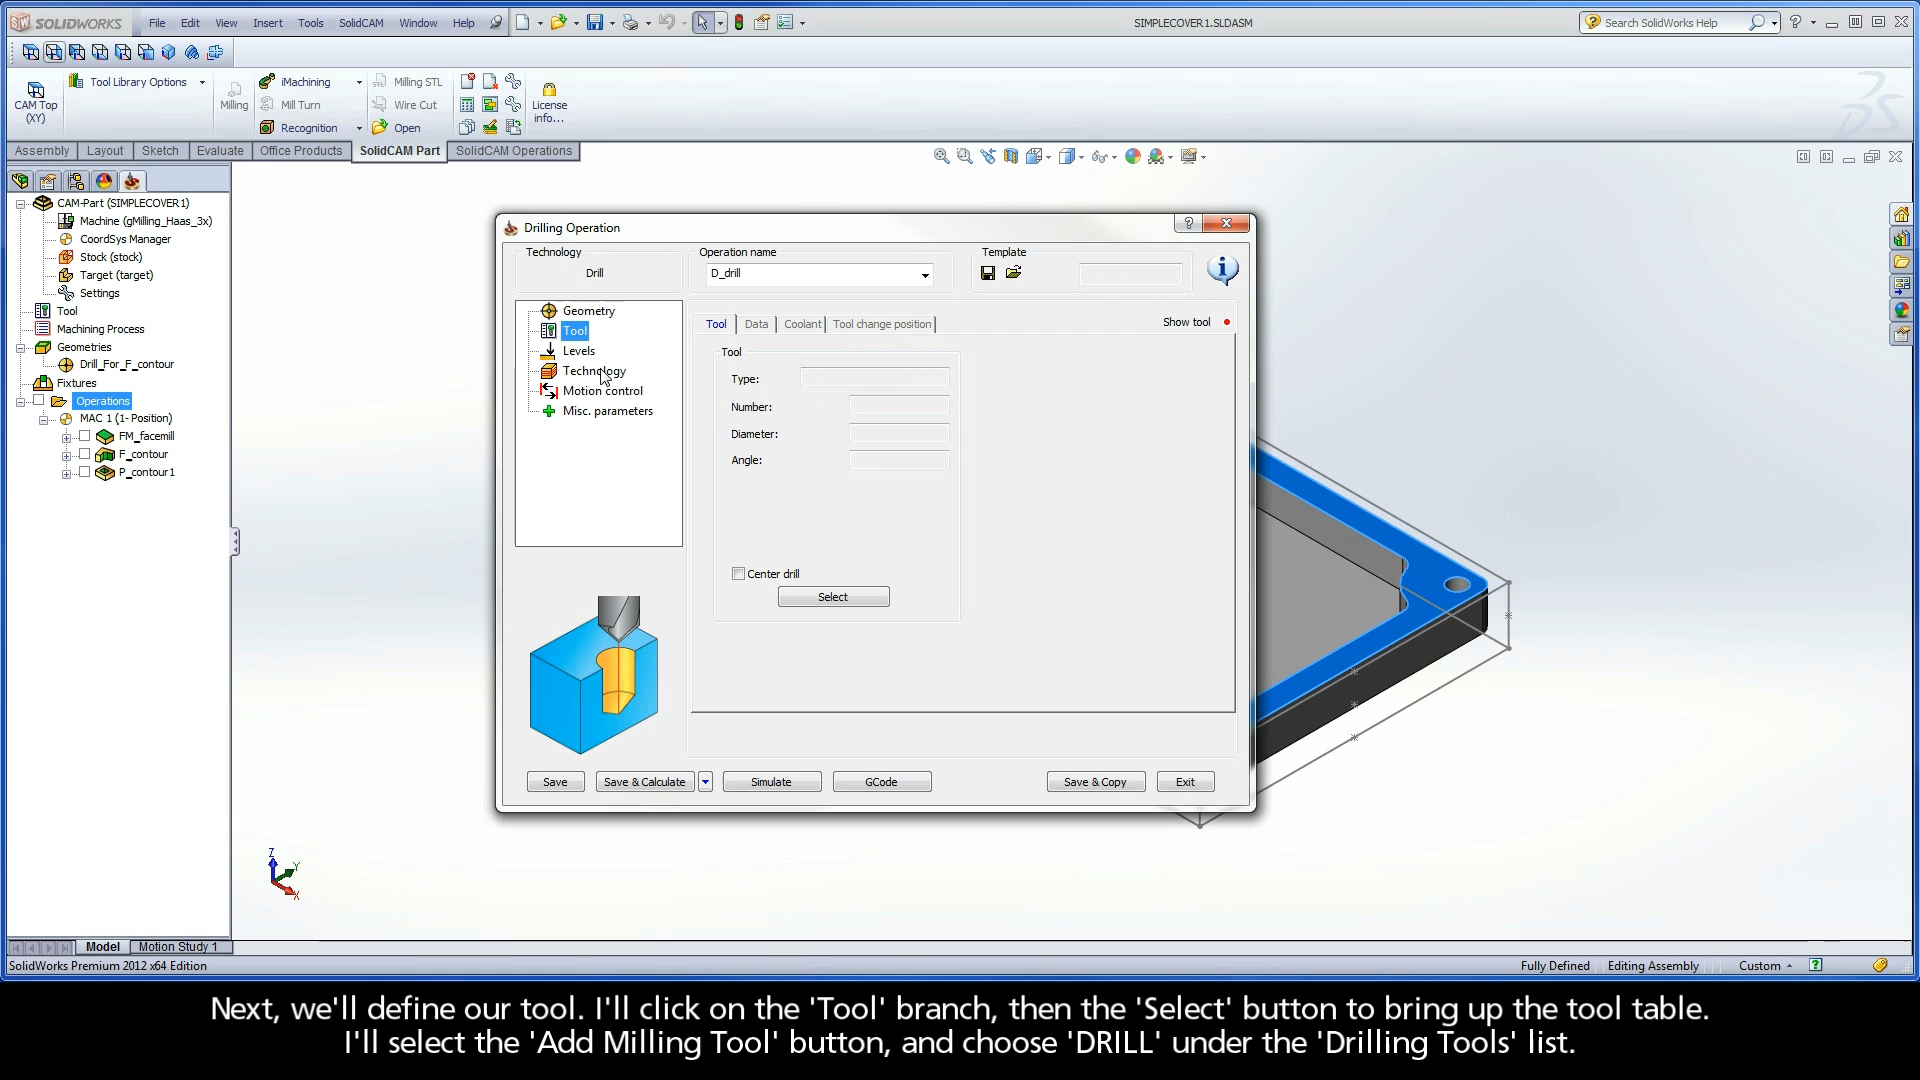 SOLIDWORKS
File Edit View Insert Tools SolidCAM Window Help
SIMPLECOVER1.SLDASM
Search SolidWorks Help
CAM Top
(XY)
Tool Library Options
Milling
iMachining
Mill Turn
Recognition
Milling STL
Wire Cut
Open
License
info...
Assembly Layout Sketch Evaluate Office Products SolidCAM Part SolidCAM Operations
CAM-Part (SIMPLECOVER1)
Machine (gMilling_Haas_3x)
CoordSys Manager
Stock (stock)
Target (target)
Settings
Tool
Machining Process
Geometries
Drill_For_F_contour
Fixtures
Operations
MAC 1 (1- Position)
FM_facemill
F_contour
P_contour1
Drilling Operation
Technology
Drill
Operation name
D_drill
Template
Geometry
Tool
Levels
Technology
Motion control
Misc. parameters
Tool Data Coolant Tool change position
Show tool
Tool
Type:
Number:
Diameter:
Angle:
Center drill
Select
Save Save & Calculate Simulate GCode Save & Copy Exit
Z
Y
X
Model Motion Study 1
SolidWorks Premium 2012 x64 Edition
Fully Defined Editing Assembly Custom
Next, we'll define our tool. I'll click on the 'Tool' branch, then the 'Select' button to bring up the tool table.
I'll select the 'Add Milling Tool' button, and choose 'DRILL' under the 'Drilling Tools' list.